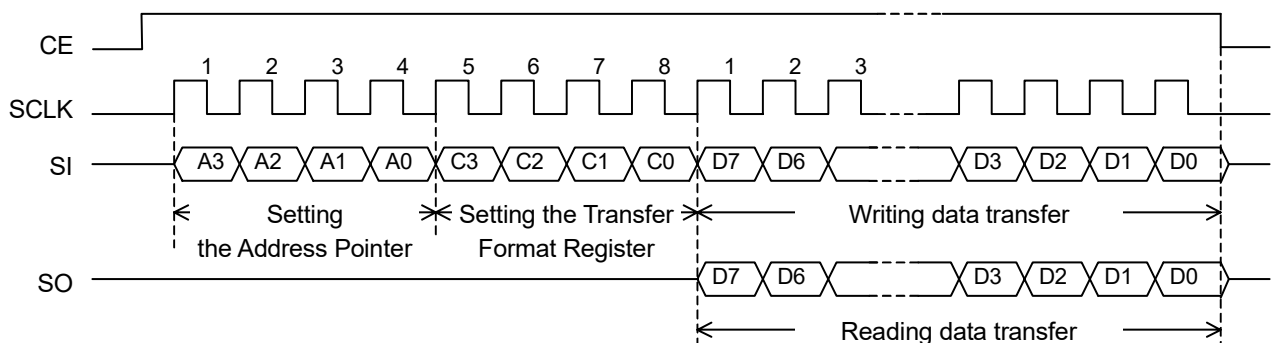 CE
1 2 3 4 5 6 7 8 1 2 3
SCLK
SI A3 A2 A1 A0 C3 C2 C1 C0 D7 D6 D3 D2 D1 D0
Setting Setting the Transfer Writing data transfer
the Address Pointer Format Register
SO D7 D6 D3 D2 D1 D0
Reading data transfer